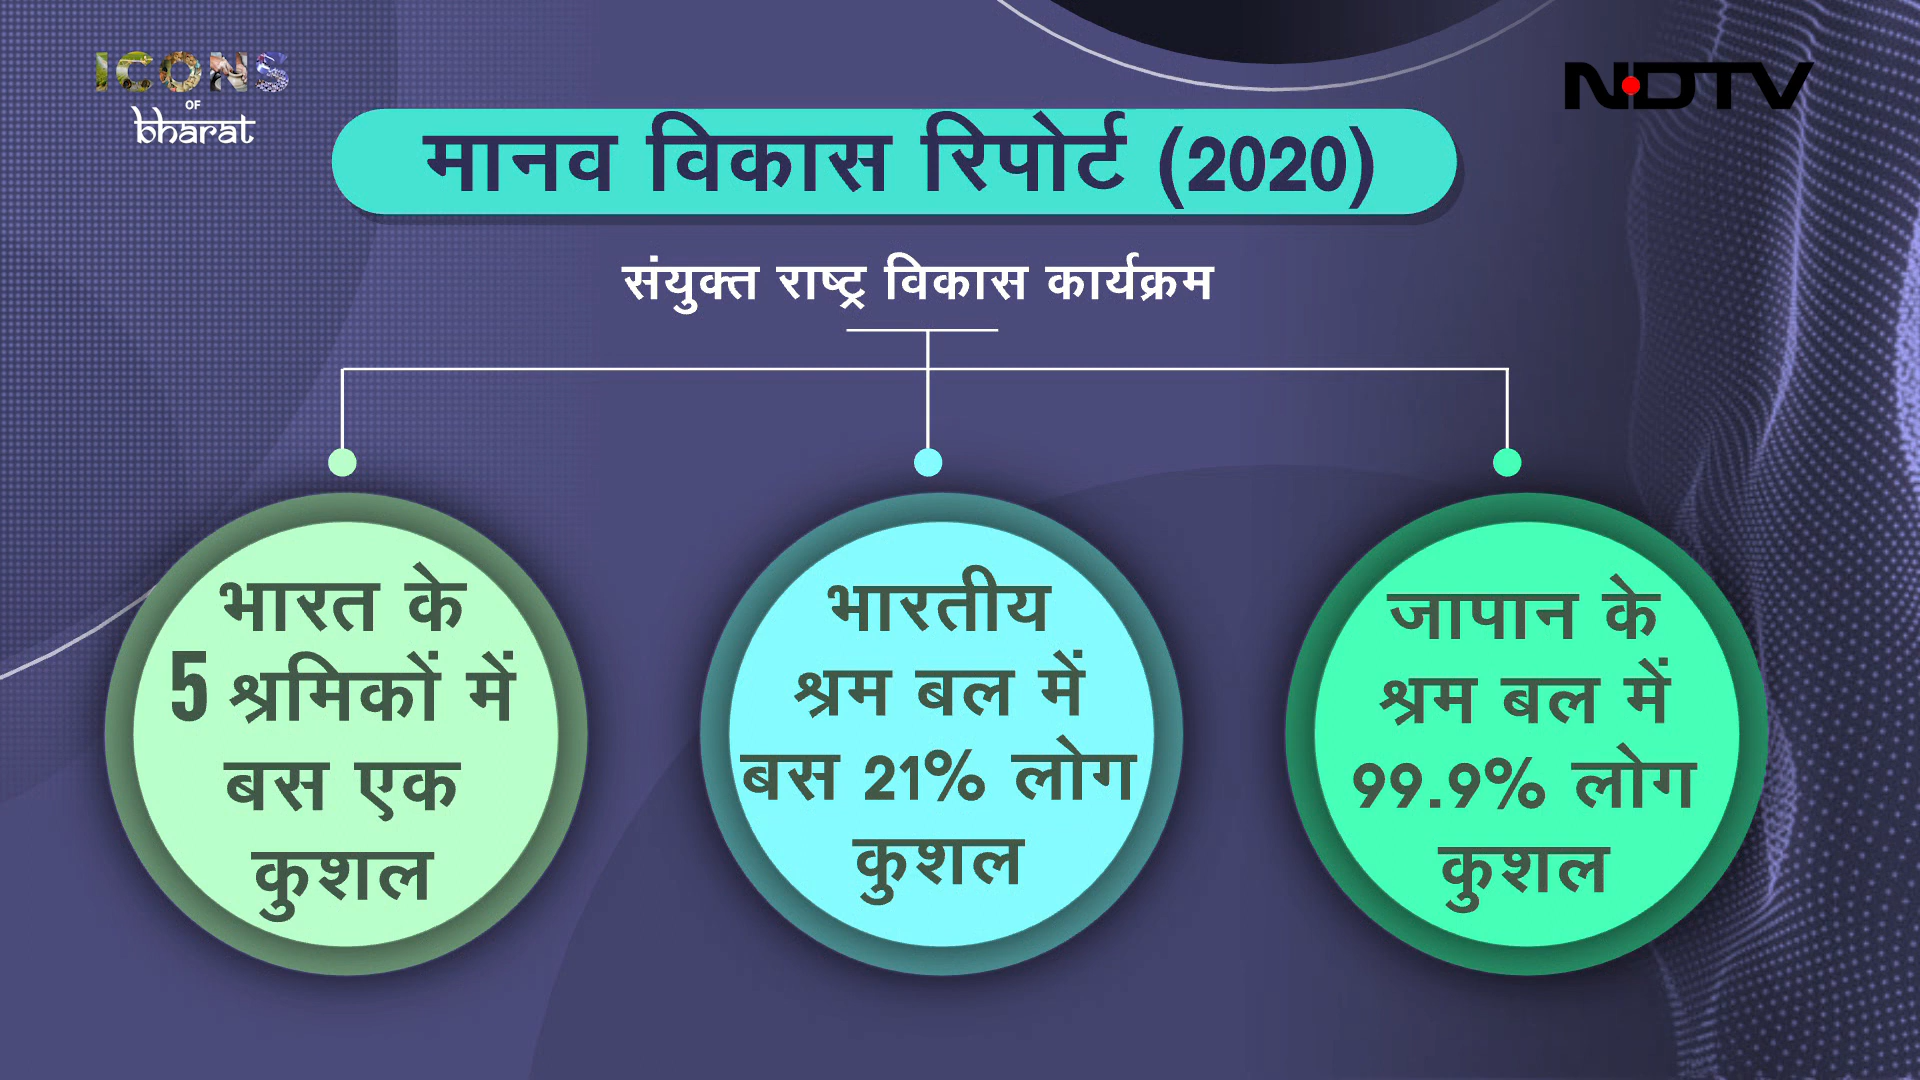 ICONS
OF
bharat
NDTV
मानव विकास रिपोर्ट (2020)
संयुक्त राष्ट्र विकास कार्यक्रम
भारत के
5 श्रमिकों में
बस एक
कुशल
भारतीय
श्रम बल में
बस 21% लोग
कुशल
जापान के
श्रम बल में
99.9% लोग
कुशल